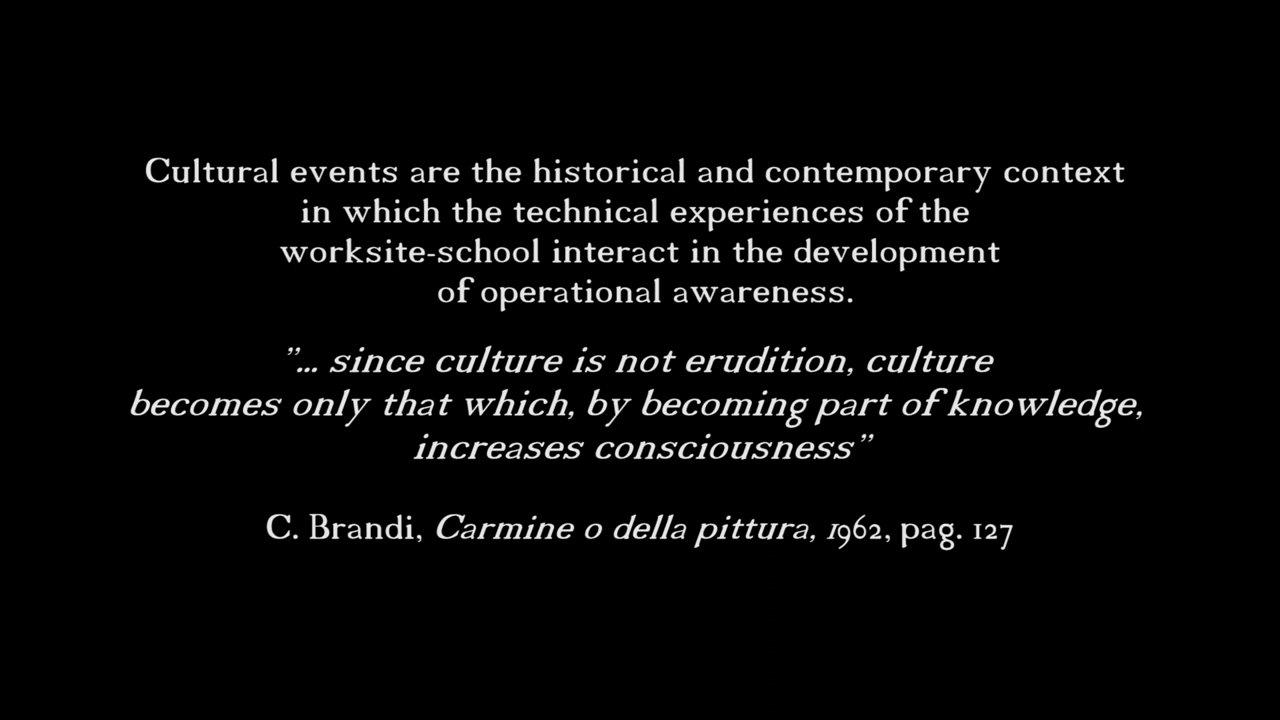 Cultural events are the historical and contemporary context
in which the technical experiences of the
worksite-school interact in the development
of operational awareness.
”... since culture is not erudition, culture
becomes only that which, by becoming part of knowledge,
increases consciousness”
C. Brandi, Carmine o della pittura, 1962, pag. 127